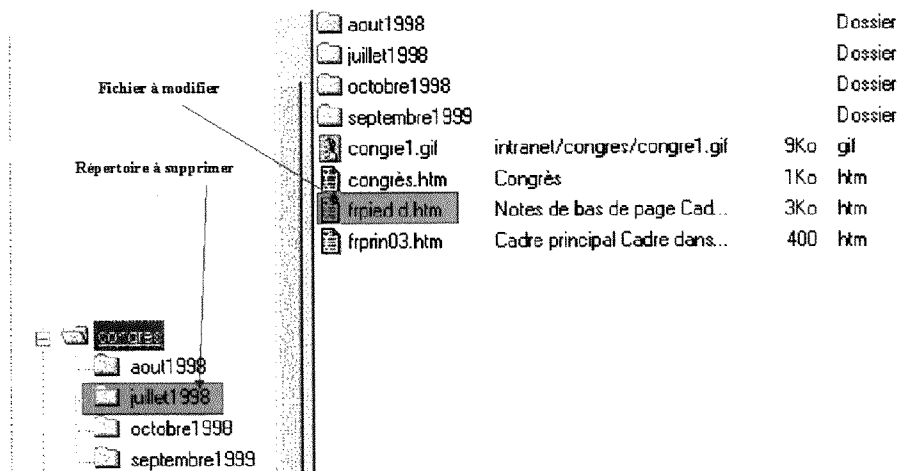 aout1998 Dossier
juillet1998 Dossier
Fichier à modifier
octobre1998 Dossier
septembre1999 Dossier
congre1.gif intranet/congres/congre1.gif 9Ko gif
Répertoire à supprimer
congrès.htm Congrès 1Ko htm
frpied d.htm Notes de bas de page Cad... 3Ko htm
frprin03.htm Cadre principal Cadre dans... 400 htm
congres
aout1998
juillet1998
octobre1998
septembre1999